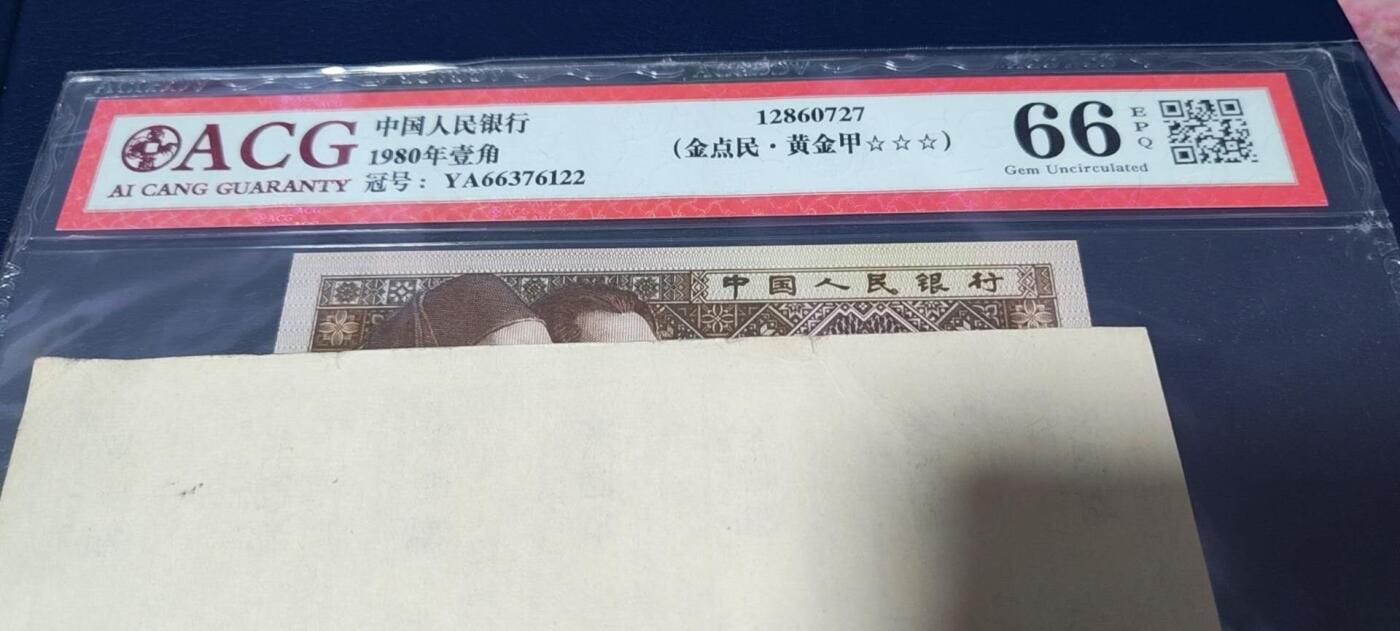 ACG
AI CANG GUARANTY
中国人民银行
1980年壹角
冠号：YA66376122
12860727
(金点民·黄金甲☆☆☆)
66
EPQ
Gem Uncirculated
中国人民银行